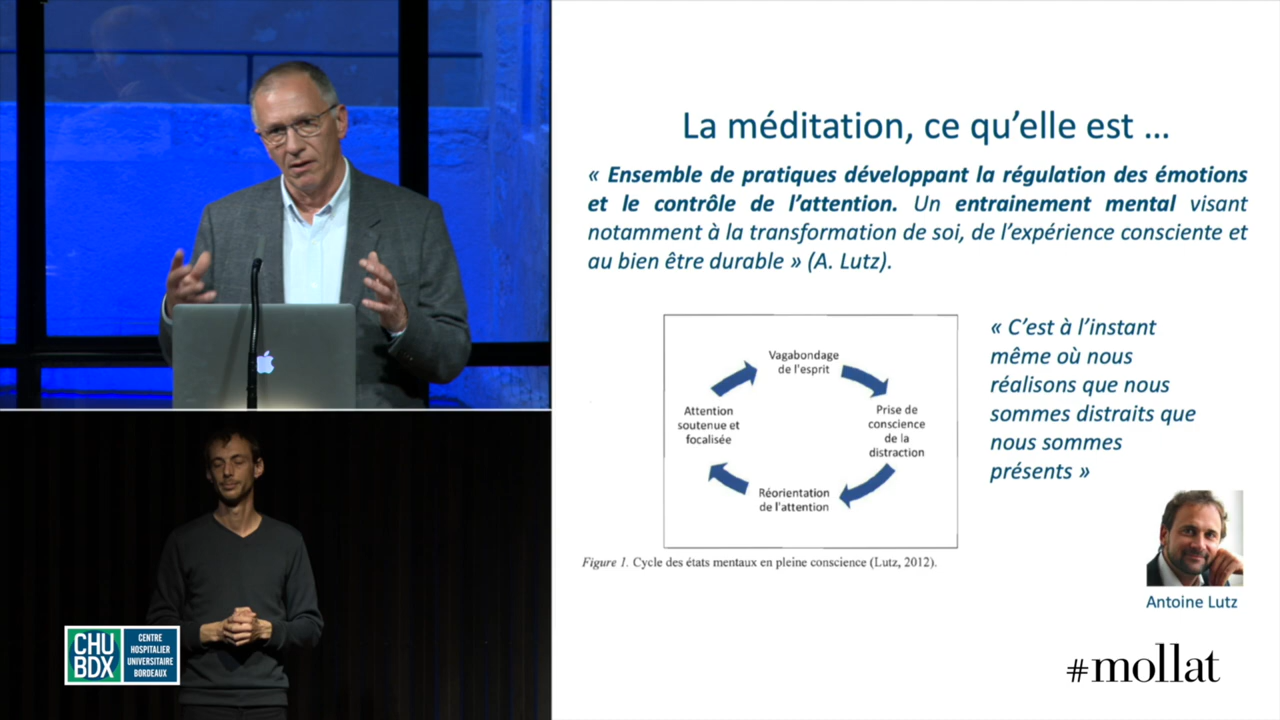 La méditation, ce qu’elle est ...
« Ensemble de pratiques développant la régulation des émotions
et le contrôle de l’attention. Un entrainement mental visant
notamment à la transformation de soi, de l’expérience consciente et
au bien être durable » (A. Lutz).
Vagabondage
de l'esprit
Prise de
conscience
de la
distraction
Réorientation
de l'attention
Attention
soutenue et
focalisée
Figure 1. Cycle des états mentaux en pleine conscience (Lutz, 2012).
« C’est à l’instant
même où nous
réalisons que nous
sommes distraits que
nous sommes
présents »
Antoine Lutz
#mollat
CHU
BDX
CENTRE
HOSPITALIER
UNIVERSITAIRE
BORDEAUX